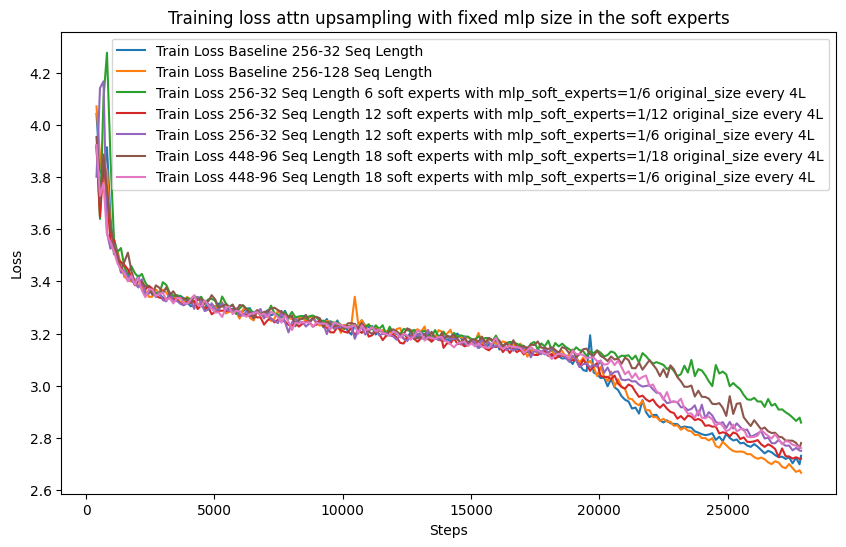 Training loss attn upsampling with fixed mlp size in the soft experts
Train Loss Baseline 256-32 Seq Length
Train Loss Baseline 256-128 Seq Length
Train Loss 256-32 Seq Length 6 soft experts with mlp_soft_experts=1/6 original_size every 4L
Train Loss 256-32 Seq Length 12 soft experts with mlp_soft_experts=1/12 original_size every 4L
Train Loss 256-32 Seq Length 12 soft experts with mlp_soft_experts=1/6 original_size every 4L
Train Loss 448-96 Seq Length 18 soft experts with mlp_soft_experts=1/18 original_size every 4L
Train Loss 448-96 Seq Length 18 soft experts with mlp_soft_experts=1/6 original_size every 4L
Loss
4.2
4.0
3.8
3.6
3.4
3.2
3.0
2.8
2.6
0 5000 10000 15000 20000 25000
Steps